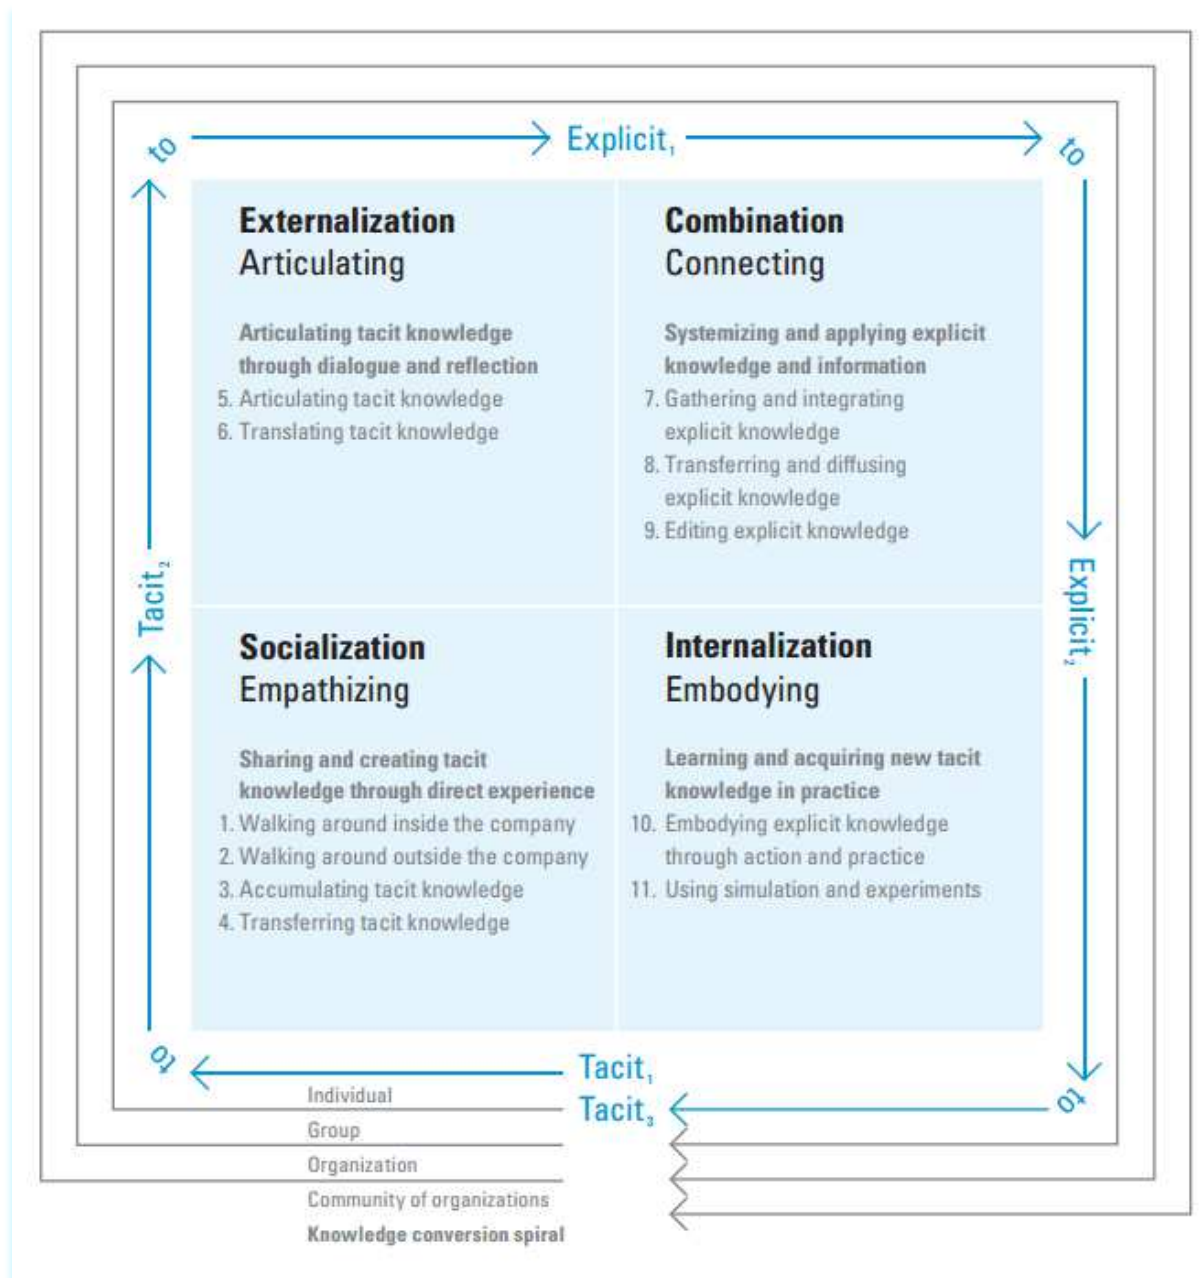 to
Explicit₁
to
Externalization
Articulating
Articulating tacit knowledge
through dialogue and reflection
5. Articulating tacit knowledge
6. Translating tacit knowledge
Combination
Connecting
Systemizing and applying explicit
knowledge and information
7. Gathering and integrating
explicit knowledge
8. Transferring and diffusing
explicit knowledge
9. Editing explicit knowledge
Tacit₂
Explicit₂
Socialization
Empathizing
Sharing and creating tacit
knowledge through direct experience
1. Walking around inside the company
2. Walking around outside the company
3. Accumulating tacit knowledge
4. Transferring tacit knowledge
Internalization
Embodying
Learning and acquiring new tacit
knowledge in practice
10. Embodying explicit knowledge
through action and practice
11. Using simulation and experiments
to
Tacit₁
Tacit₃
to
Individual
Group
Organization
Community of organizations
Knowledge conversion spiral